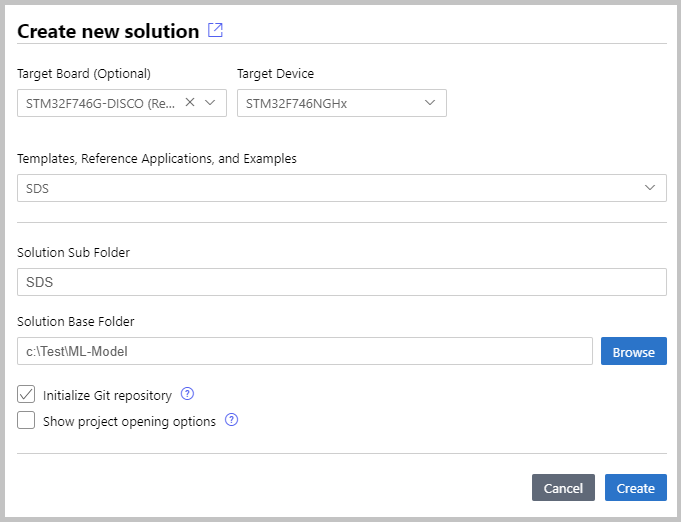 Create new solution
Target Board (Optional) Target Device
STM32F746G-DISCO (Re... STM32F746NGHx
Templates, Reference Applications, and Examples
SDS
Solution Sub Folder
SDS
Solution Base Folder
c:\Test\ML-Model Browse
Initialize Git repository ?
Show project opening options ?
Cancel Create